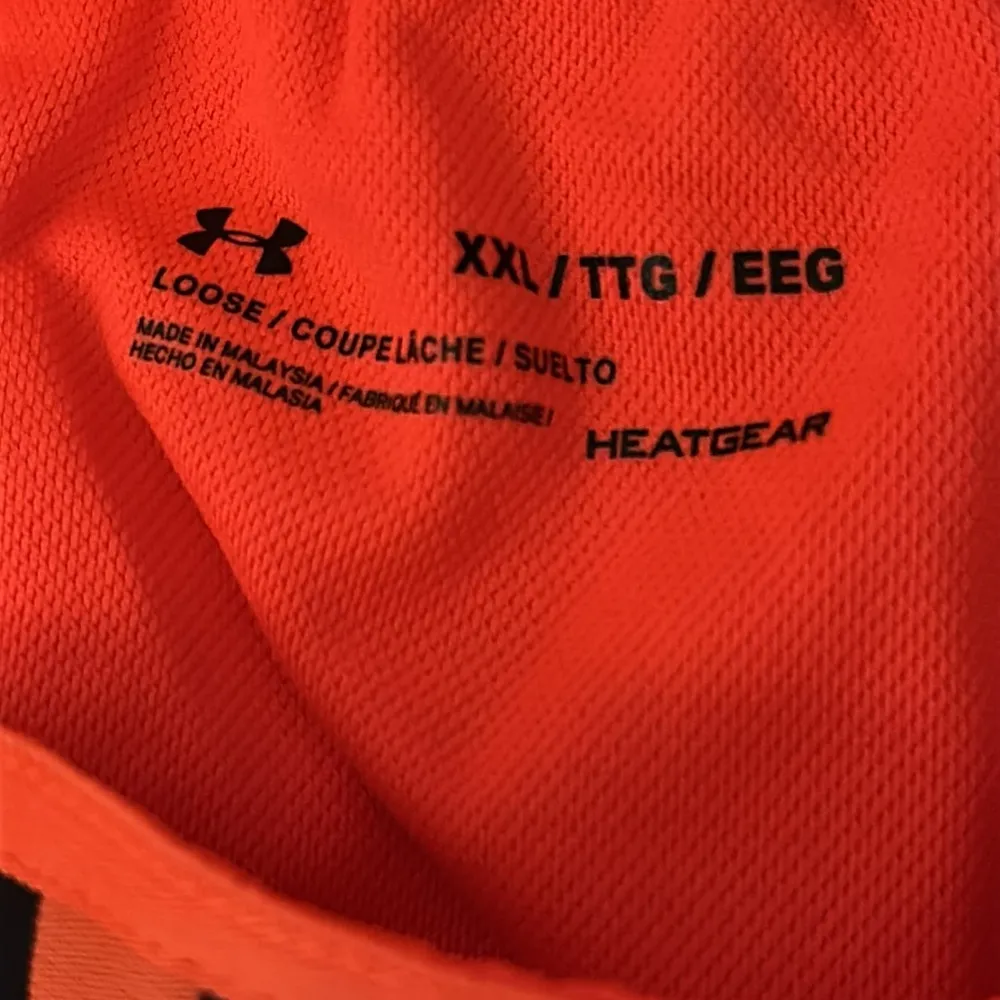 XXL / TTG / EEG
LOOSE / COUPE LÂCHE / SUELTO
MADE IN MALAYSIA / FABRIQUÉ EN MALAISIE /
HECHO EN MALASIA
HEATGEAR